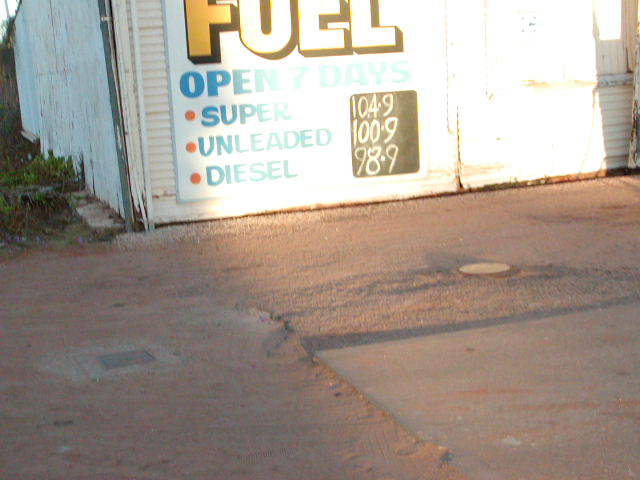 FUEL
OPEN 7 DAYS
• SUPER 104.9
• UNLEADED 100.9
• DIESEL 98.9